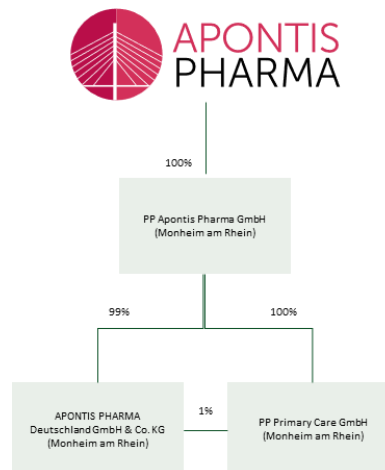 APONTIS
PHARMA
100%
PP Apontis Pharma GmbH
(Monheim am Rhein)
99%
100%
APONTIS PHARMA
Deutschland GmbH & Co. KG
(Monheim am Rhein)
1%
PP Primary Care GmbH
(Monheim am Rhein)